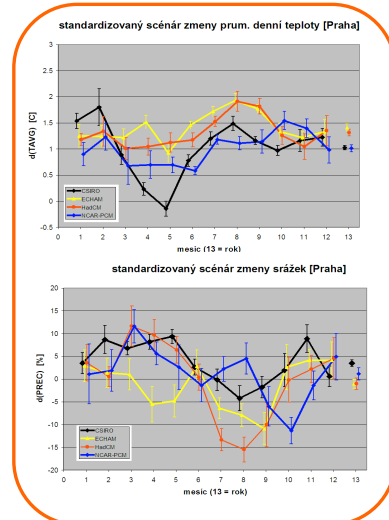 standardizovaný scénár zmeny prum. denní teploty [Praha]
d(TAVG) [C]
3
2.5
2
1.5
1
0.5
0
-0.5
CSIRO
ECHAM
HadCM
NCAR-PCM
0 1 2 3 4 5 6 7 8 9 10 11 12 13
mesic (13 = rok)
standardizovaný scénár zmeny srážek [Praha]
d(PREC) [%]
20
15
10
5
0
-5
-10
-15
-20
CSIRO
ECHAM
HadCM
NCAR-PCM
0 1 2 3 4 5 6 7 8 9 10 11 12 13
mesic (13 = rok)